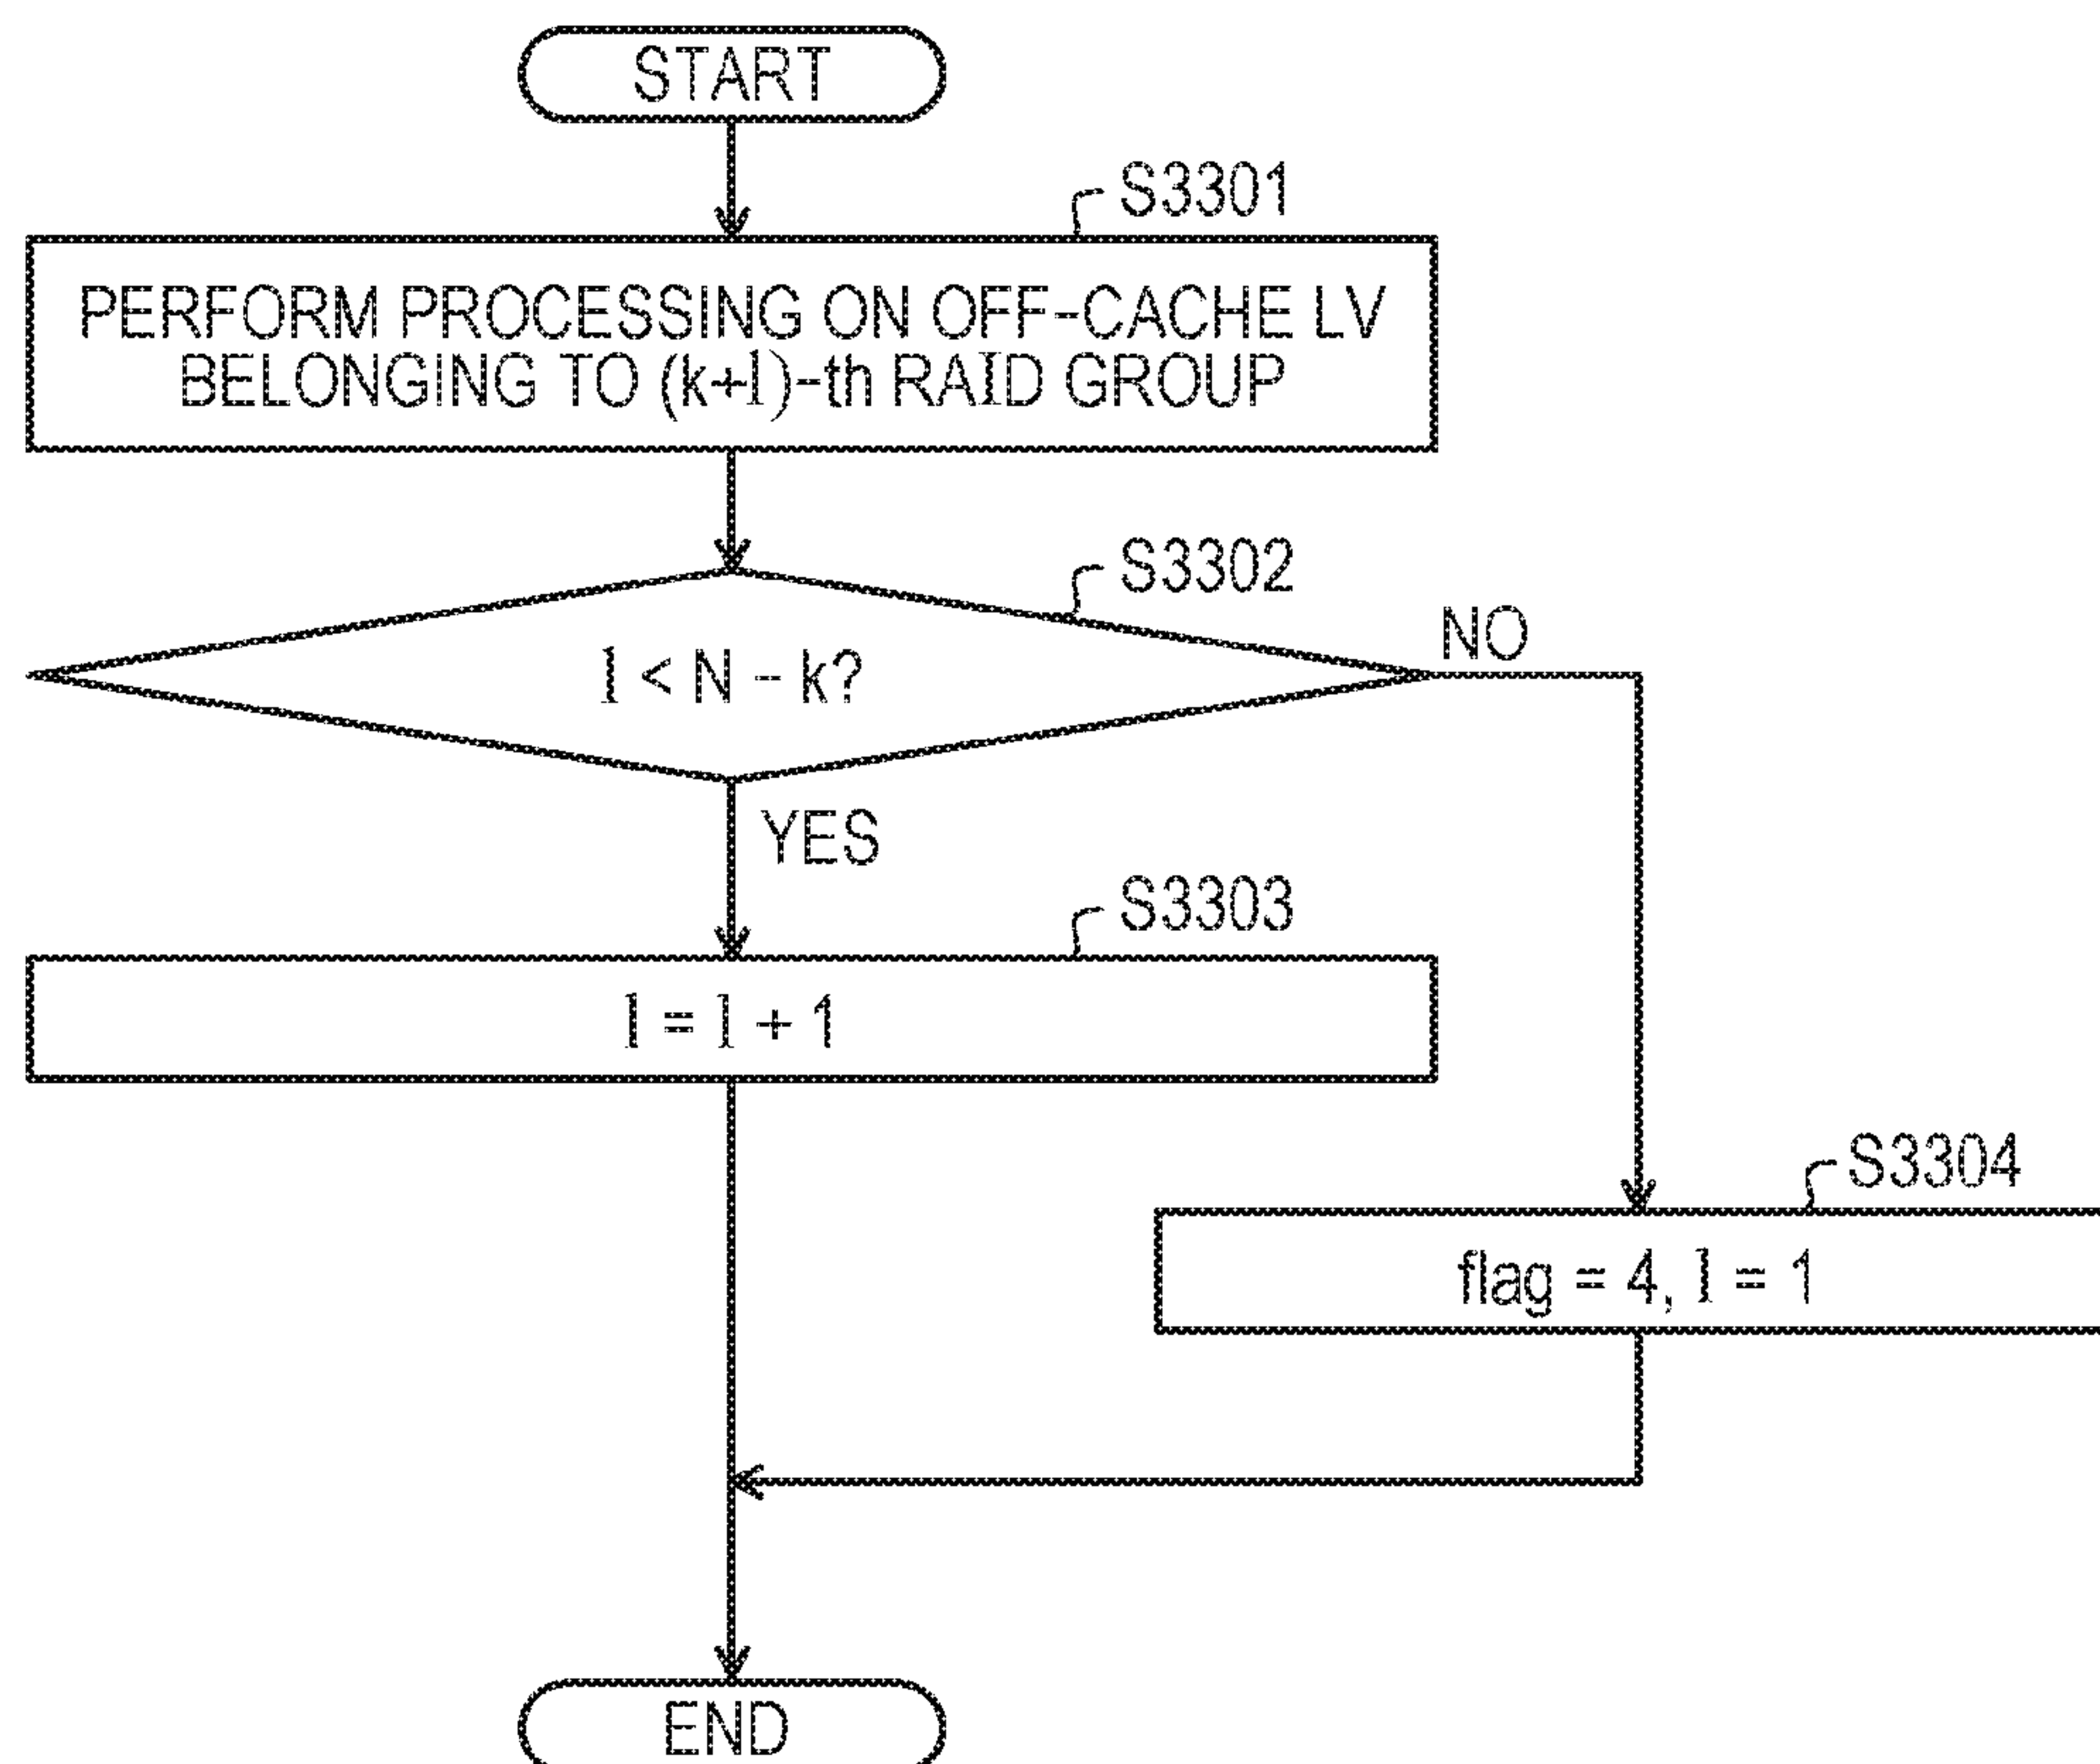 START
S3301
PERFORM PROCESSING ON OFF-CACHE LV
BELONGING TO (k+l)-th RAID GROUP
S3302
l < N - k?
NO
YES
S3303
l = l + 1
S3304
flag = 4, l = 1
END